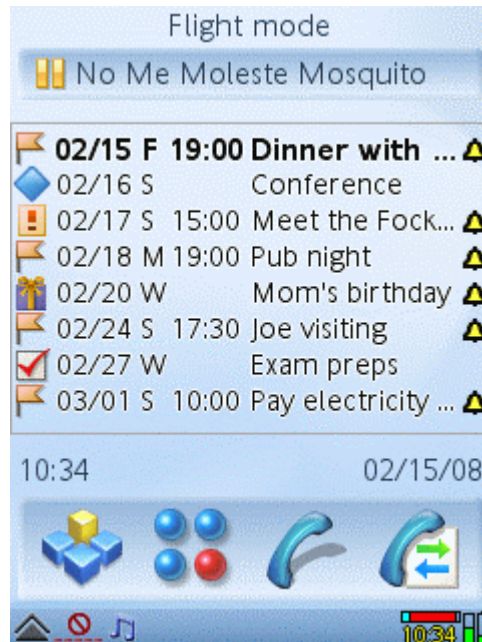 Flight mode
No Me Moleste Mosquito
02/15 F 19:00 Dinner with ...
02/16 S Conference
02/17 S 15:00 Meet the Fock...
02/18 M 19:00 Pub night
02/20 W Mom's birthday
02/24 S 17:30 Joe visiting
02/27 W Exam preps
03/01 S 10:00 Pay electricity ...
10:34 02/15/08
10:34